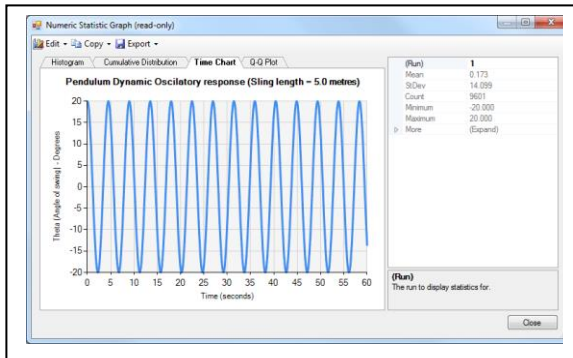 Numeric Statistic Graph (read-only)
Edit Copy Export
Histogram Cumulative Distribution Time Chart Q-Q Plot
Pendulum Dynamic Oscilatory response (Sling length = 5.0 metres)
Theta (Angle of swing) - Degrees
20
15
10
5
0
-5
-10
-15
-20
0 5 10 15 20 25 30 35 40 45 50 55 60
Time (seconds)
(Run) 1
Mean 0.173
StDev 14.099
Count 9601
Minimum -20.000
Maximum 20.000
More (Expand)
(Run)
The run to display statistics for.
Close